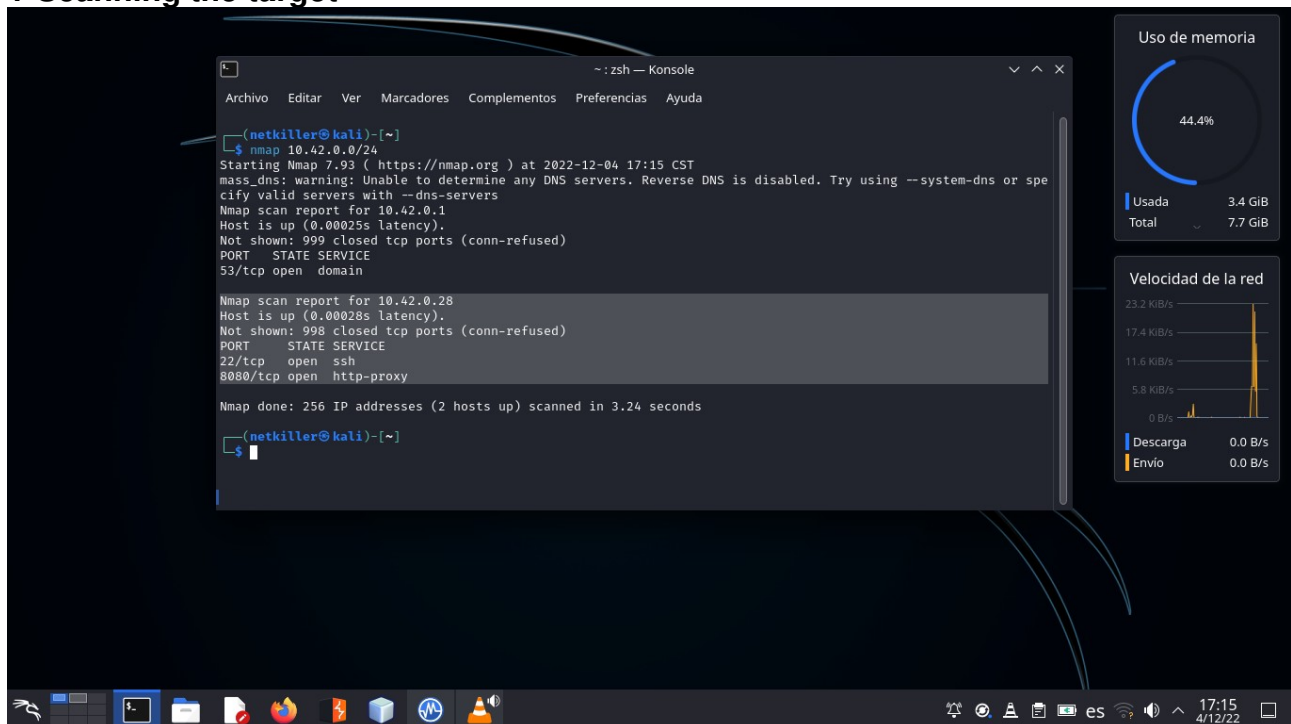 ~ : zsh — Konsole
Archivo Editar Ver Marcadores Complementos Preferencias Ayuda
(netkiller㉿kali)-[~]
$ nmap 10.42.0.0/24
Starting Nmap 7.93 ( https://nmap.org ) at 2022-12-04 17:15 CST
mass_dns: warning: Unable to determine any DNS servers. Reverse DNS is disabled. Try using --system-dns or spe
cify valid servers with --dns-servers
Nmap scan report for 10.42.0.1
Host is up (0.00025s latency).
Not shown: 999 closed tcp ports (conn-refused)
PORT STATE SERVICE
53/tcp open domain
Nmap scan report for 10.42.0.28
Host is up (0.00028s latency).
Not shown: 998 closed tcp ports (conn-refused)
PORT STATE SERVICE
22/tcp open ssh
8080/tcp open http-proxy
Nmap done: 256 IP addresses (2 hosts up) scanned in 3.24 seconds
(netkiller㉿kali)-[~]
$
Uso de memoria
44.4%
Usada 3.4 GiB
Total 7.7 GiB
Velocidad de la red
23.2 KiB/s
17.4 KiB/s
11.6 KiB/s
5.8 KiB/s
0 B/s
Descarga 0.0 B/s
Envío 0.0 B/s
es
17:15
4/12/22